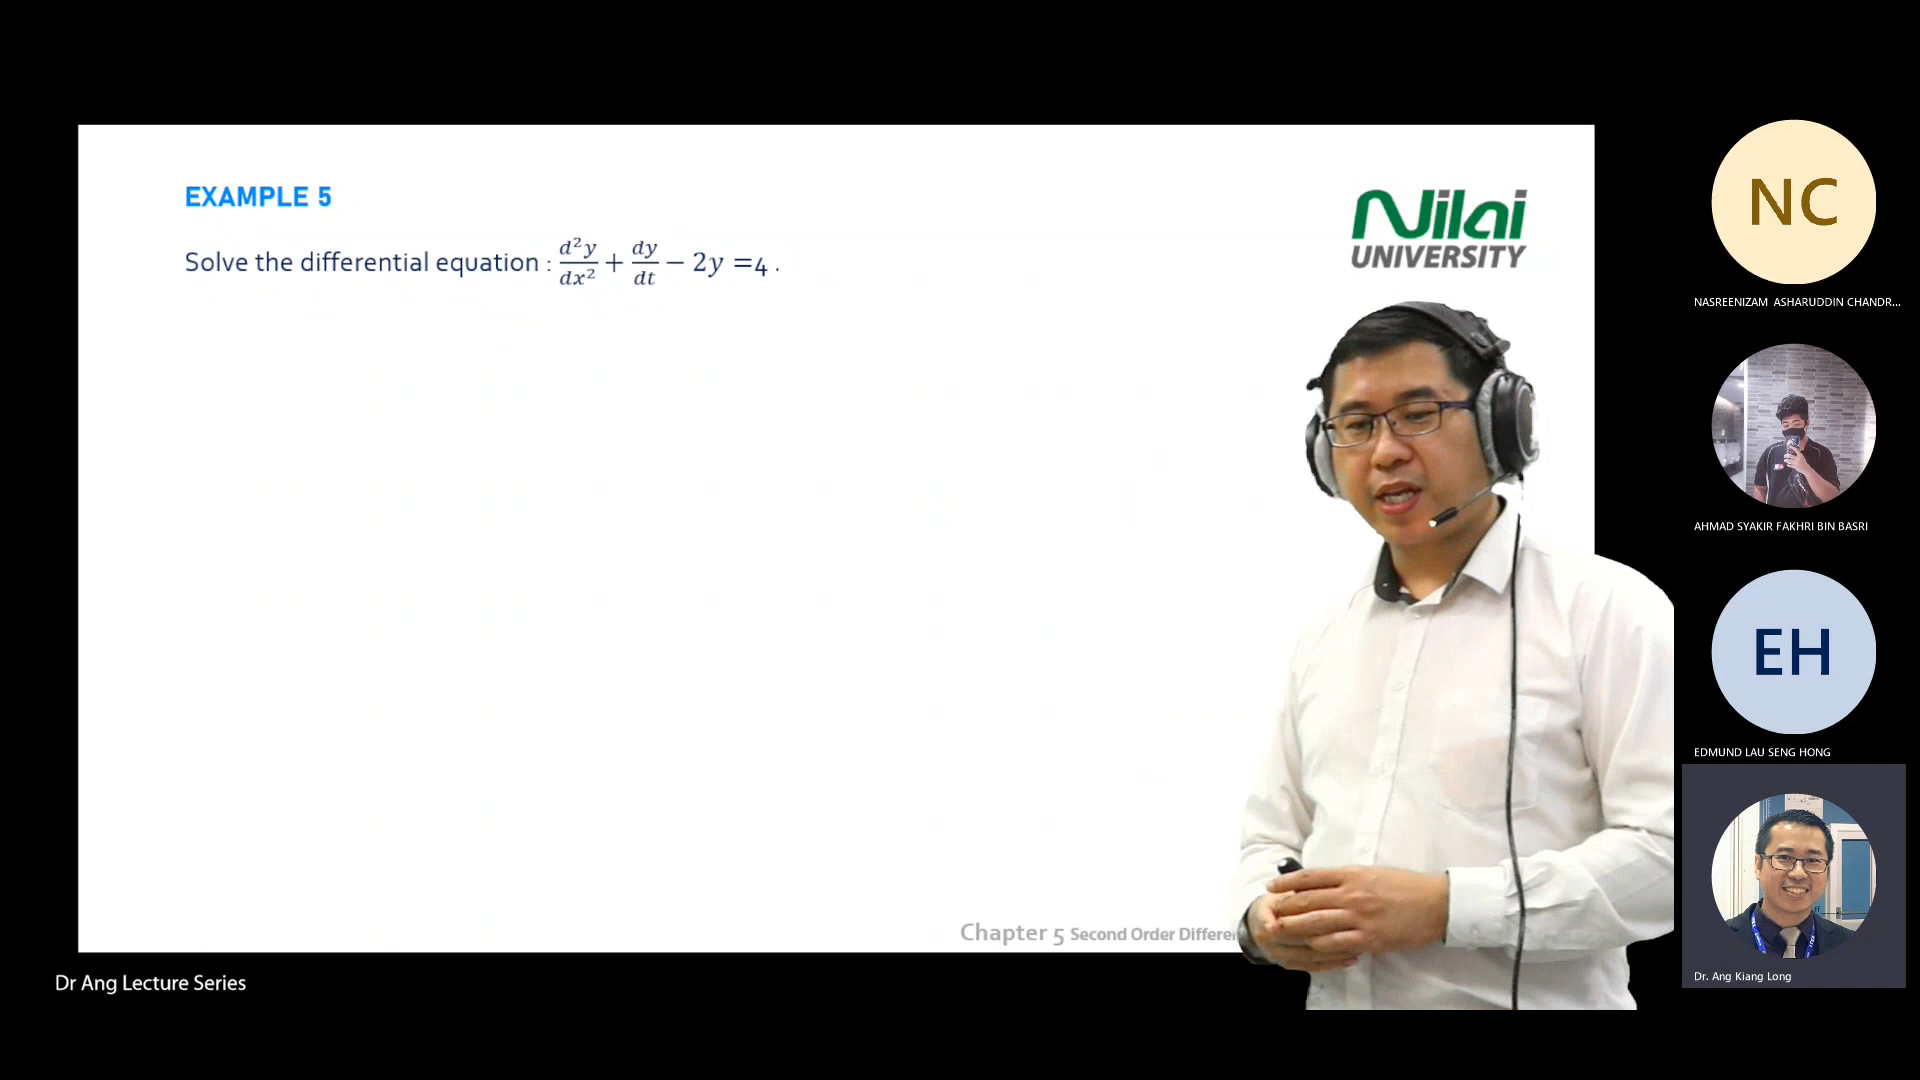 EXAMPLE 5
Solve the differential equation : d²y/dx² + dy/dt − 2y =4 .
Nilai
UNIVERSITY
Chapter 5 Second Order Differe
Dr Ang Lecture Series
NC
NASREENIZAM ASHARUDDIN CHANDR...
AHMAD SYAKIR FAKHRI BIN BASRI
EH
EDMUND LAU SENG HONG
Dr. Ang Kiang Long